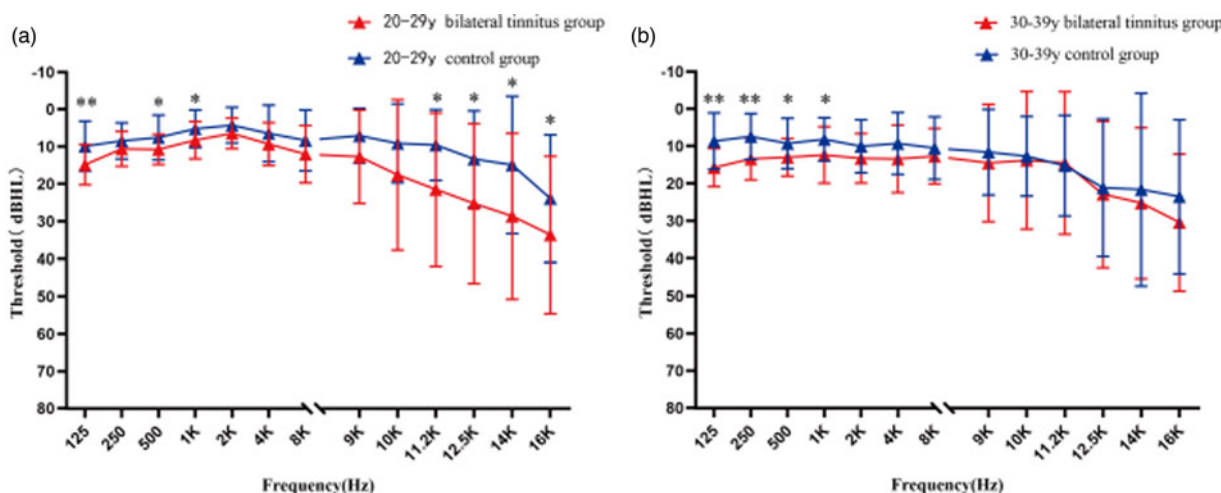 (a)
20-29y bilateral tinnitus group
20-29y control group
-10
0
10
20
30
40
50
60
70
80
Threshold( dBHL)
** * * * * * *
125 250 500 1K 2K 4K 8K 9K 10K 11.2K 12.5K 14K 16K
Frequency(Hz)
(b)
30-39y bilateral tinnitus group
30-39y control group
-10
0
10
20
30
40
50
60
70
80
Threshold( dBHL)
** ** * *
125 250 500 1K 2K 4K 8K 9K 10K 11.2K 12.5K 14K 16K
Frequency(Hz)